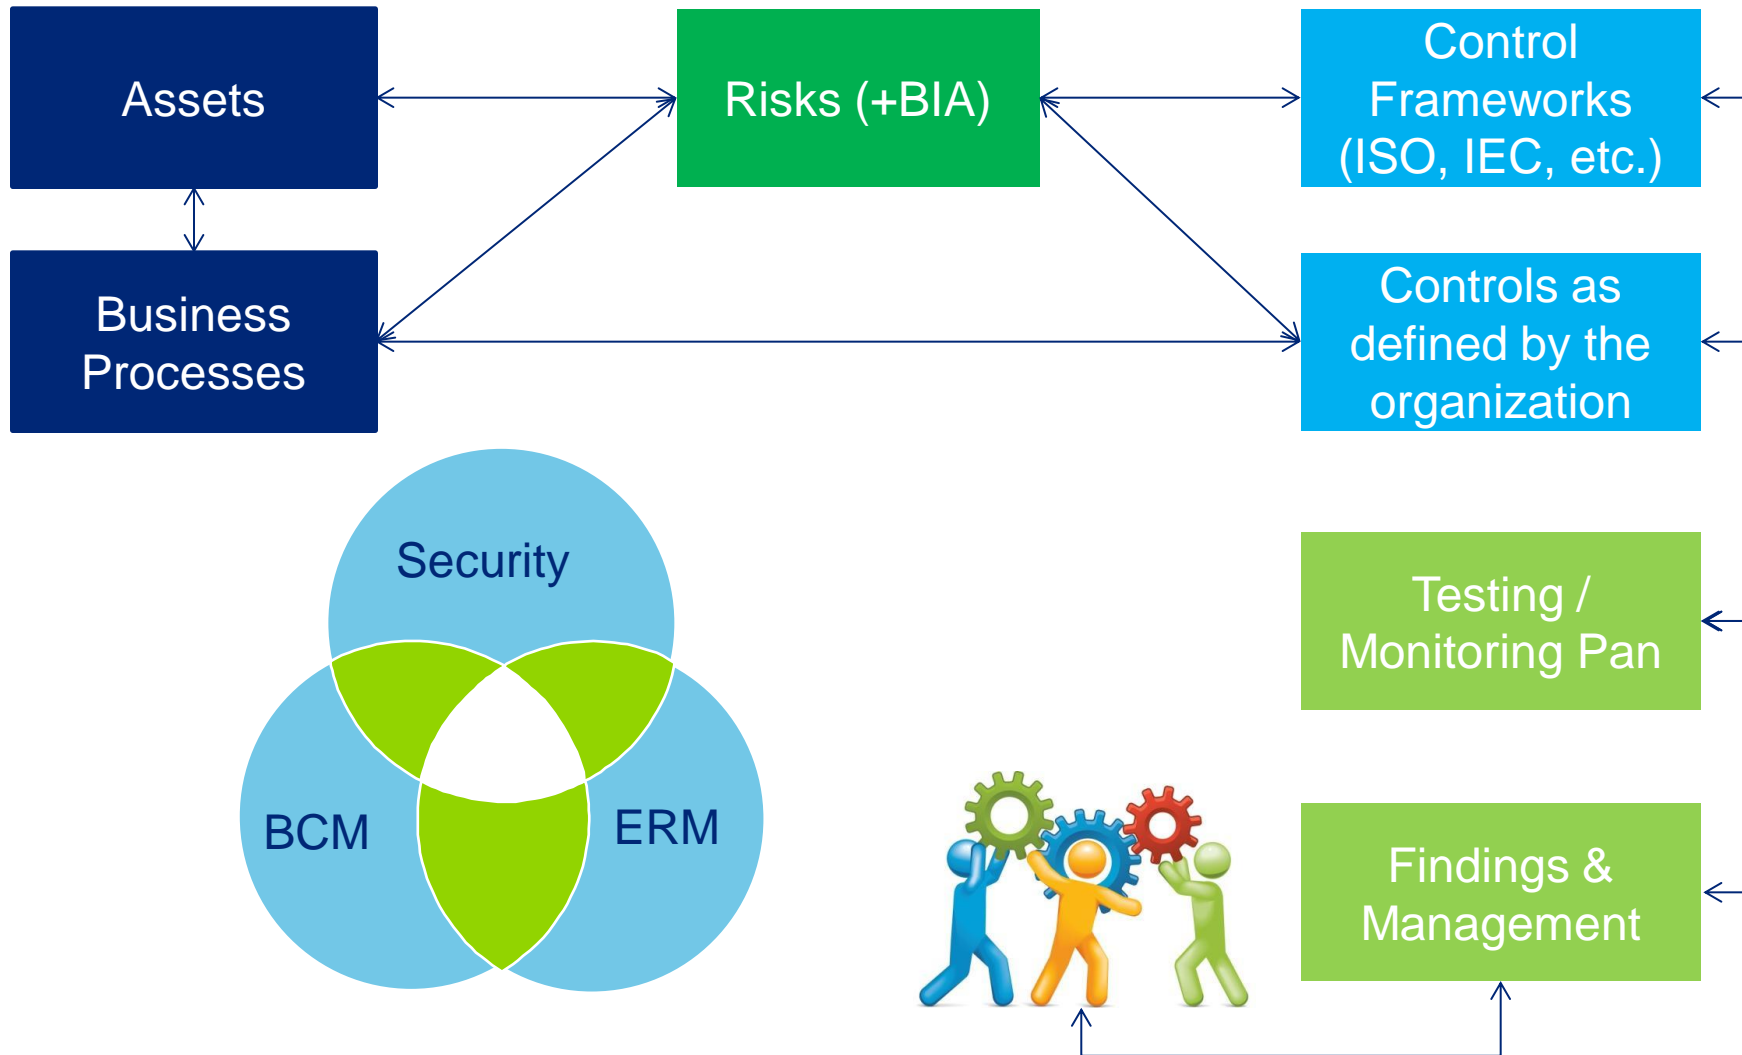 Assets
Risks (+BIA)
Control
Frameworks
(ISO, IEC, etc.)
Business
Processes
Controls as
defined by the
organization
Security
BCM
ERM
Testing /
Monitoring Pan
Findings &
Management